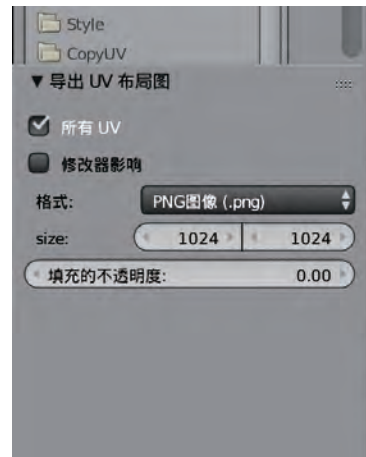 Style
CopyUV
▼ 导出 UV 布局图
所有 UV
修改器影响
格式: PNG图像 (.png)
size: 1024 1024
填充的不透明度: 0.00